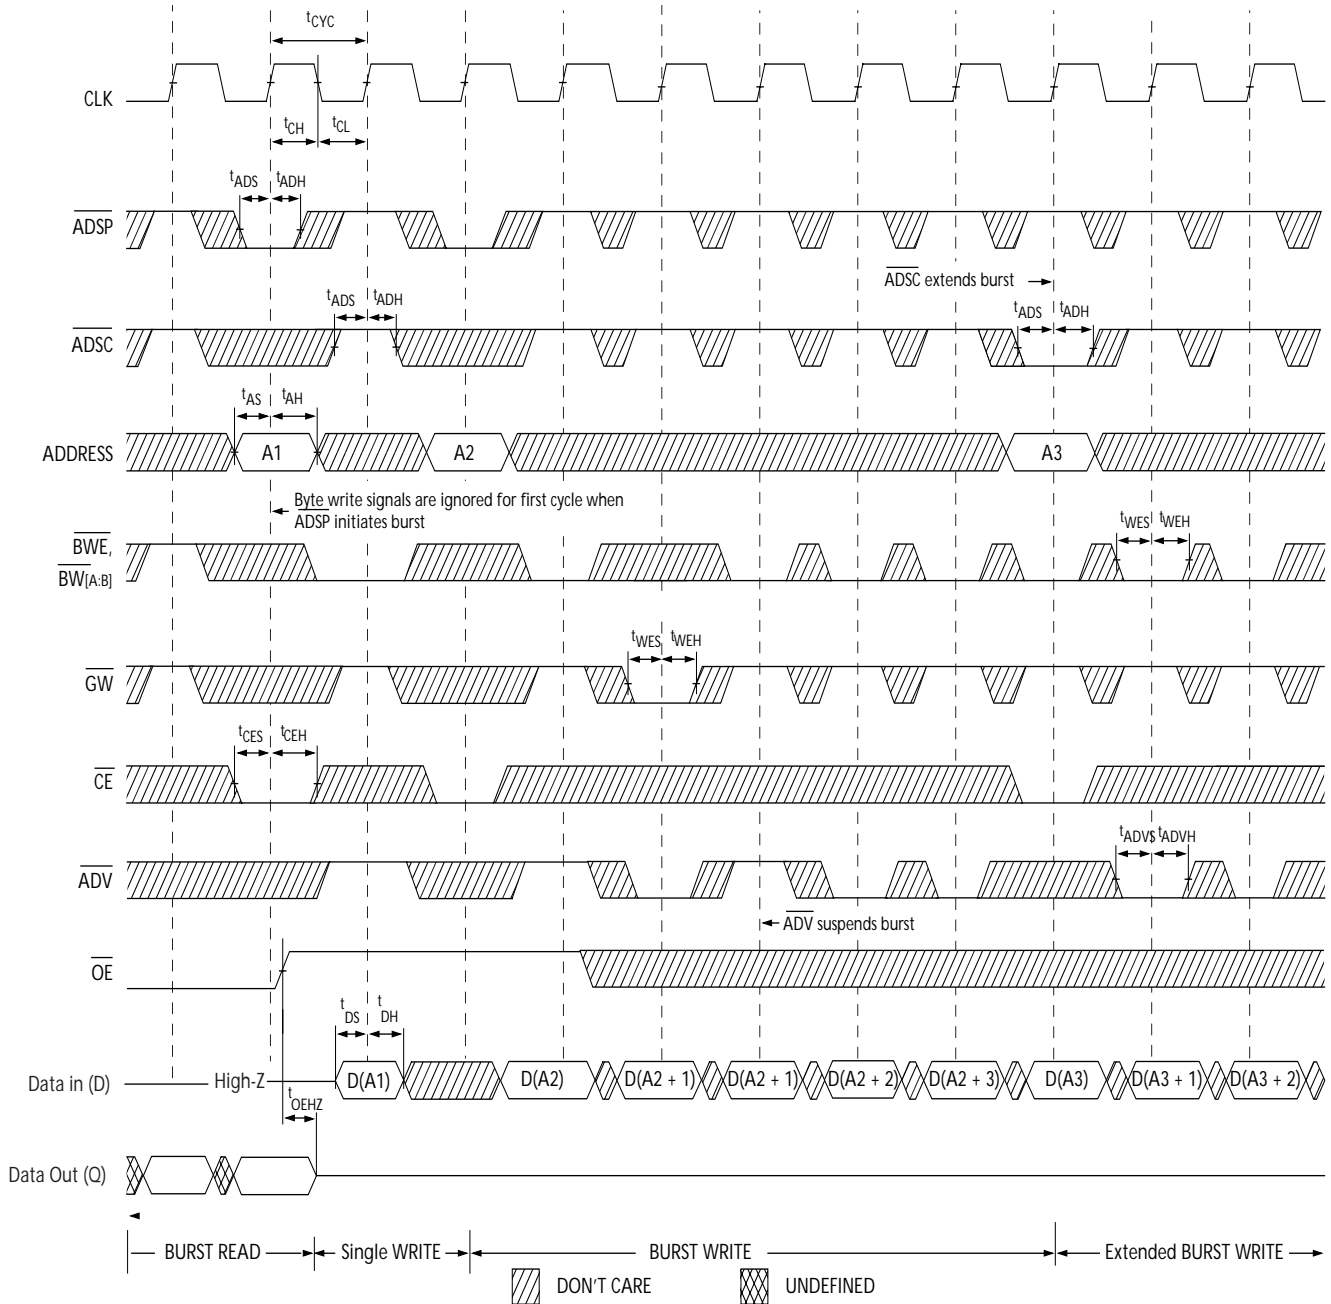 tCYC
CLK
tCH tCL
tADS tADH
ADSP
ADSC extends burst
tADS tADH
tADS tADH
ADSC
tAS tAH
ADDRESS A1 A2 A3
Byte write signals are ignored for first cycle when
ADSP initiates burst
tWES tWEH
BWE,
BW[A:B]
tWES tWEH
GW
tCES tCEH
CE
tADVS tADVH
ADV
ADV suspends burst
OE
tDS tDH
Data in (D) High-Z D(A1) D(A2) D(A2 + 1) D(A2 + 1) D(A2 + 2) D(A2 + 3) D(A3) D(A3 + 1) D(A3 + 2)
tOEHZ
Data Out (Q)
BURST READ Single WRITE BURST WRITE Extended BURST WRITE
DON'T CARE UNDEFINED